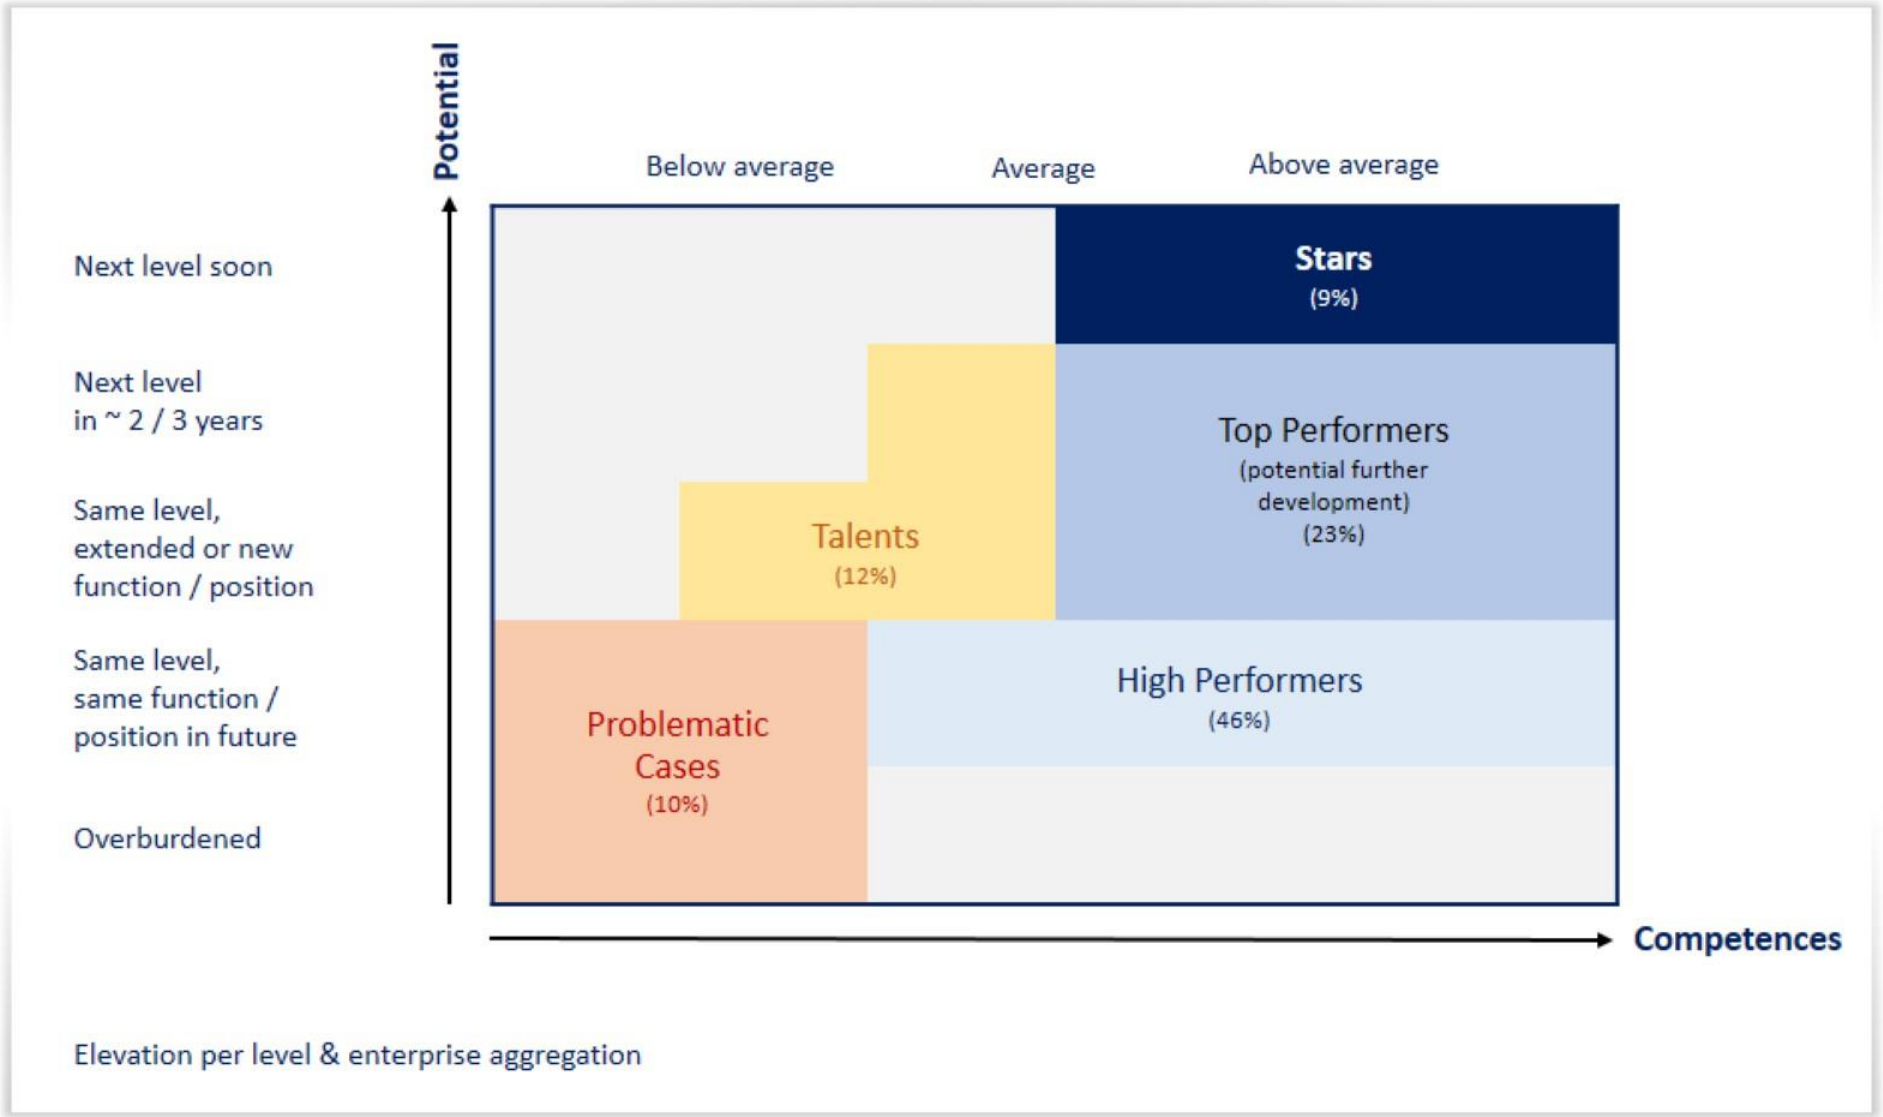 Potential
Below average
Average
Above average
Next level soon
Stars
(9%)
Next level
in ~ 2 / 3 years
Top Performers
(potential further
development)
(23%)
Same level,
extended or new
function / position
Talents
(12%)
Same level,
same function /
position in future
High Performers
(46%)
Problematic
Cases
(10%)
Overburdened
Competences
Elevation per level & enterprise aggregation